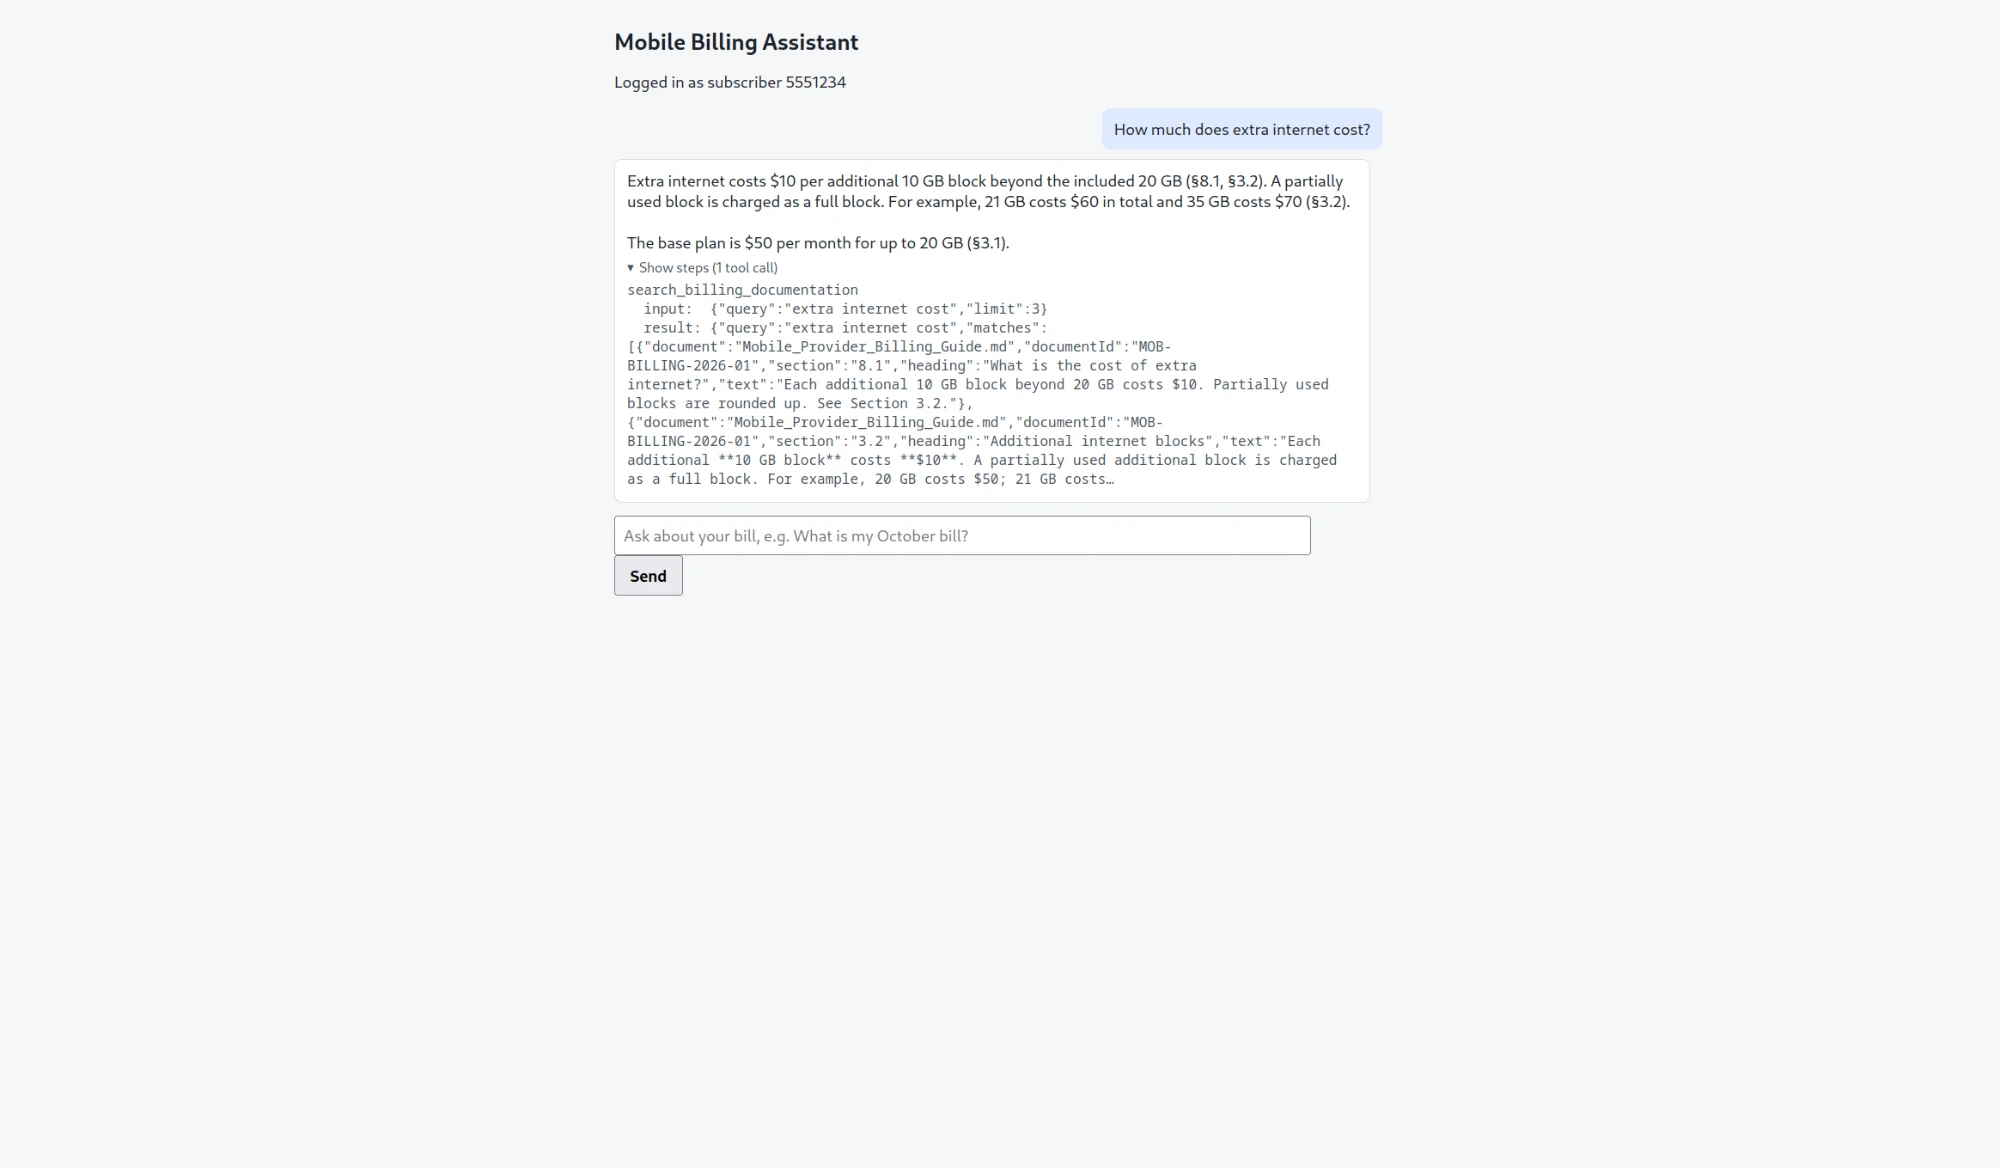 Mobile Billing Assistant
Logged in as subscriber 5551234
How much does extra internet cost?
Extra internet costs $10 per additional 10 GB block beyond the included 20 GB (§8.1, §3.2). A partially
used block is charged as a full block. For example, 21 GB costs $60 in total and 35 GB costs $70 (§3.2).
The base plan is $50 per month for up to 20 GB (§3.1).
▾ Show steps (1 tool call)
search_billing_documentation
  input:  {"query":"extra internet cost","limit":3}
  result: {"query":"extra internet cost","matches":
[{"document":"Mobile_Provider_Billing_Guide.md","documentId":"MOB-
BILLING-2026-01","section":"8.1","heading":"What is the cost of extra
internet?","text":"Each additional 10 GB block beyond 20 GB costs $10. Partially used
blocks are rounded up. See Section 3.2."},
{"document":"Mobile_Provider_Billing_Guide.md","documentId":"MOB-
BILLING-2026-01","section":"3.2","heading":"Additional internet blocks","text":"Each
additional **10 GB block** costs **$10**. A partially used additional block is charged
as a full block. For example, 20 GB costs $50; 21 GB costs…
Ask about your bill, e.g. What is my October bill?
Send